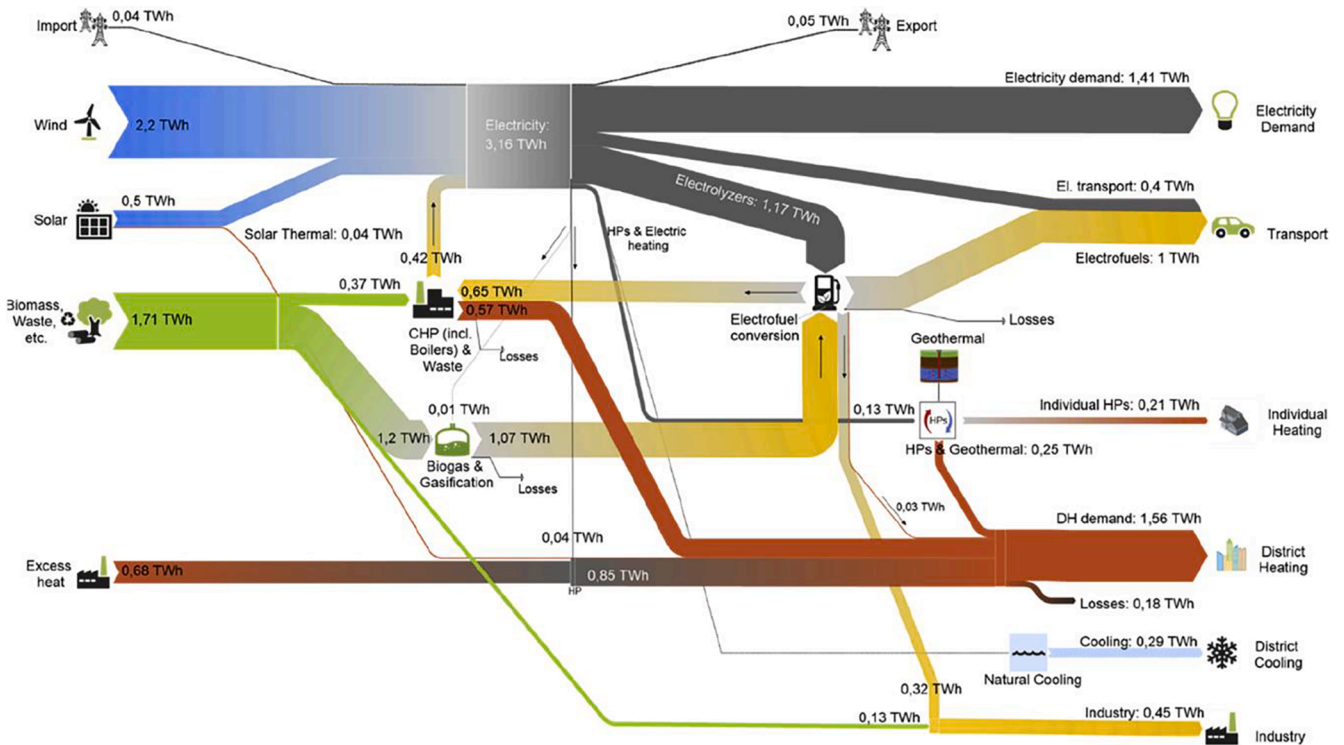 Import
0,04 TWh
0,05 TWh
Export
Electricity demand: 1,41 TWh
Wind
2,2 TWh
Electricity:
3,16 TWh
Electricity
Demand
Electrolyzers: 1,17 TWh
El. transport: 0,4 TWh
Solar
0,5 TWh
Solar Thermal: 0,04 TWh
HPs & Electric
heating
Transport
0,42 TWh
Electrofuels: 1 TWh
Biomass,
Waste,
etc.
1,71 TWh
0,37 TWh
0,65 TWh
0,57 TWh
CHP (incl.
Boilers) & Waste
Losses
Electrofuel
conversion
Losses
Geothermal
0,01 TWh
0,13 TWh
HPs
Individual HPs: 0,21 TWh
Individual
Heating
1,2 TWh
1,07 TWh
Biogas &
Gasification
Losses
HPs & Geothermal: 0,25 TWh
0,03 TWh
DH demand: 1,56 TWh
0,04 TWh
Excess
heat
0,68 TWh
0,85 TWh
HP
District
Heating
Losses: 0,18 TWh
Cooling: 0,29 TWh
Natural Cooling
District
Cooling
0,32 TWh
0,13 TWh
Industry: 0,45 TWh
Industry